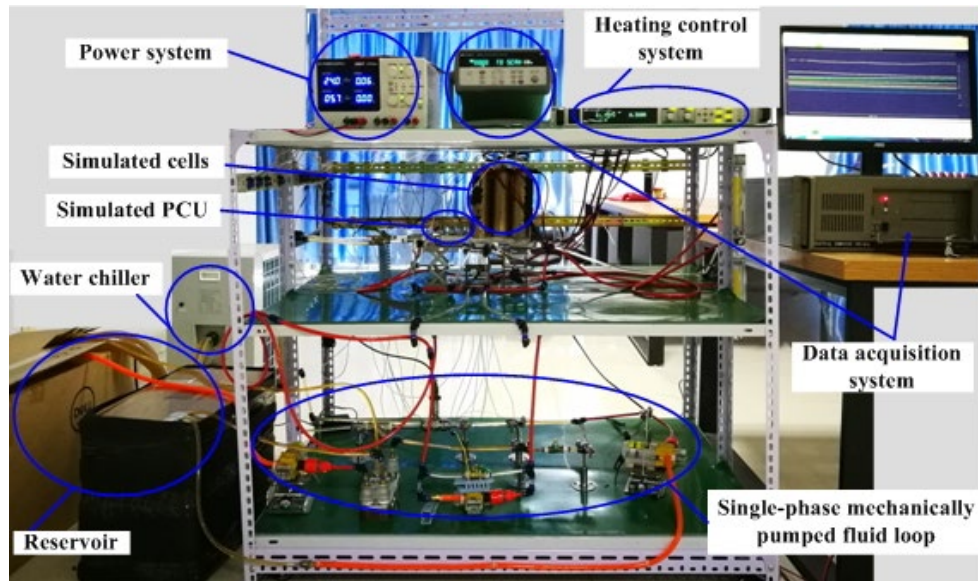 Power system
Heating control
system
Simulated cells
Simulated PCU
Water chiller
Data acquisition
system
Single-phase mechanically
pumped fluid loop
Reservoir
DELL